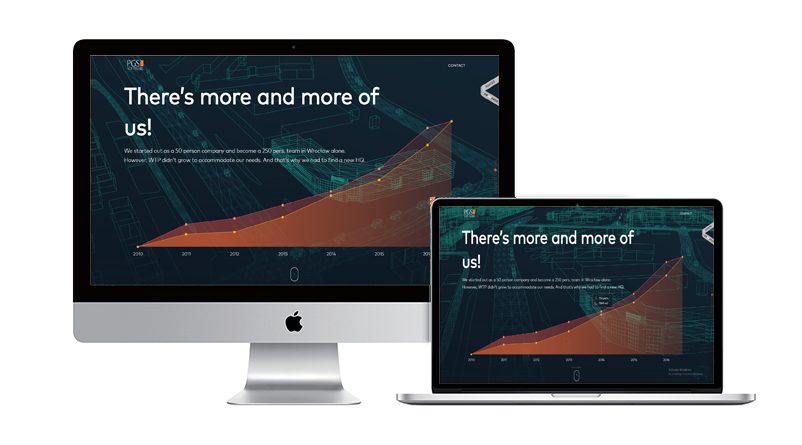 PGS
SOFTWARE
CONTACT
There's more and more of
us!
We started out as a 50 person company and become a 250 pers. team in Wrocław alone.
However, WTP didn't grow to accommodate our needs. And that's why we had to find a new HQ.
2010 2011 2012 2013 2014 2015
PGS
CONTACT
There's more and more of
us!
We started out as a 50 person company and become a 250 pers. team in Wrocław alone.
However, WTP didn't grow to accommodate our needs. And that's why we had to find a new HQ.
2010 2011 2012 2013 2014 2015 2016